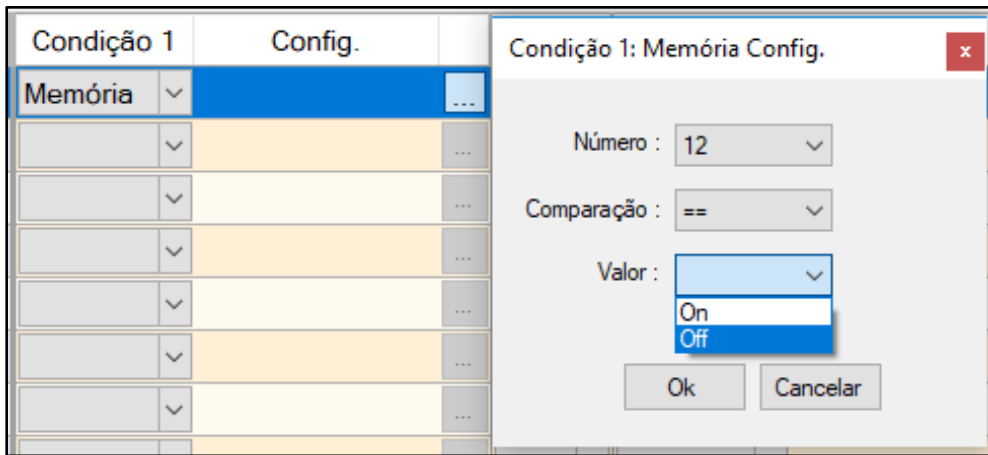 Condição 1 Config.
Memória ...
...
...
...
...
...
...
Condição 1: Memória Config.
x
Número : 12
Comparação : ==
Valor :
On
Off
Ok Cancelar